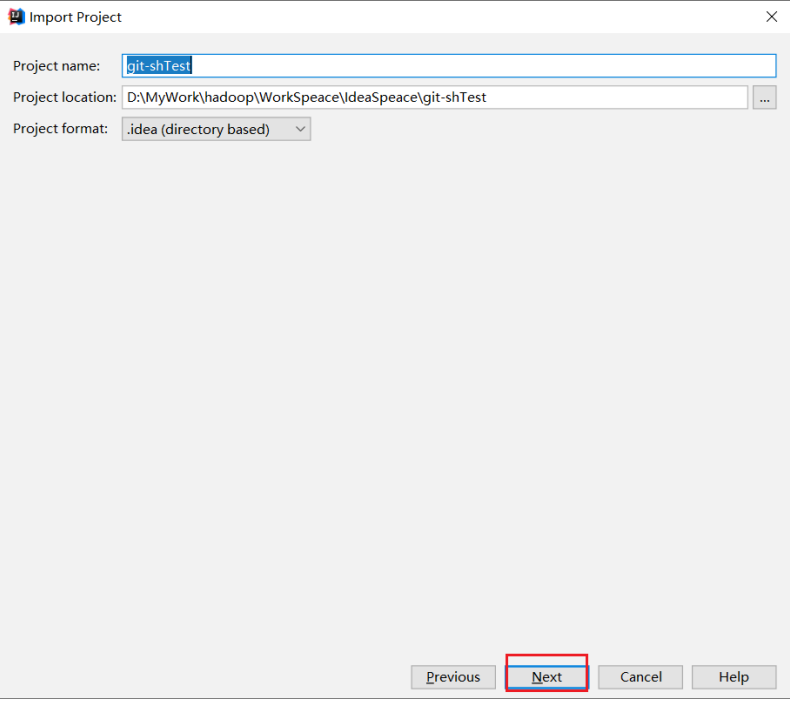 Import Project
Project name: git-shTest
Project location: D:\MyWork\hadoop\WorkSpeace\IdeaSpeace\git-shTest ...
Project format: .idea (directory based)
Previous Next Cancel Help